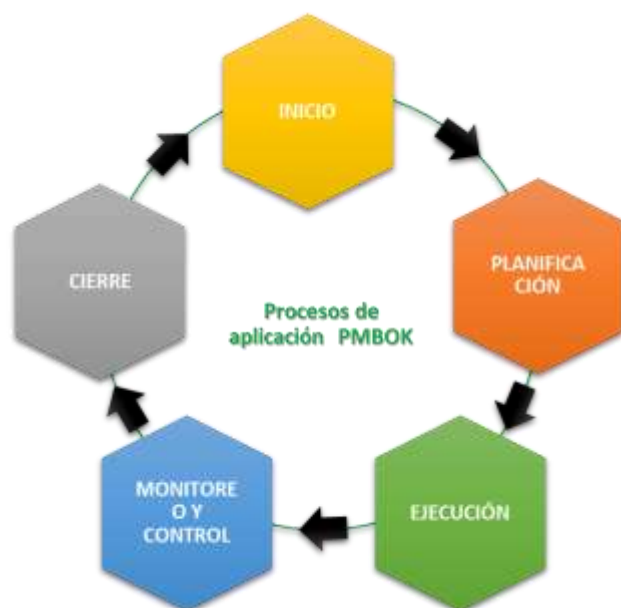 INICIO
PLANIFICA
CIÓN
EJECUCIÓN
MONITORE
O Y
CONTROL
CIERRE
Procesos de
aplicación PMBOK